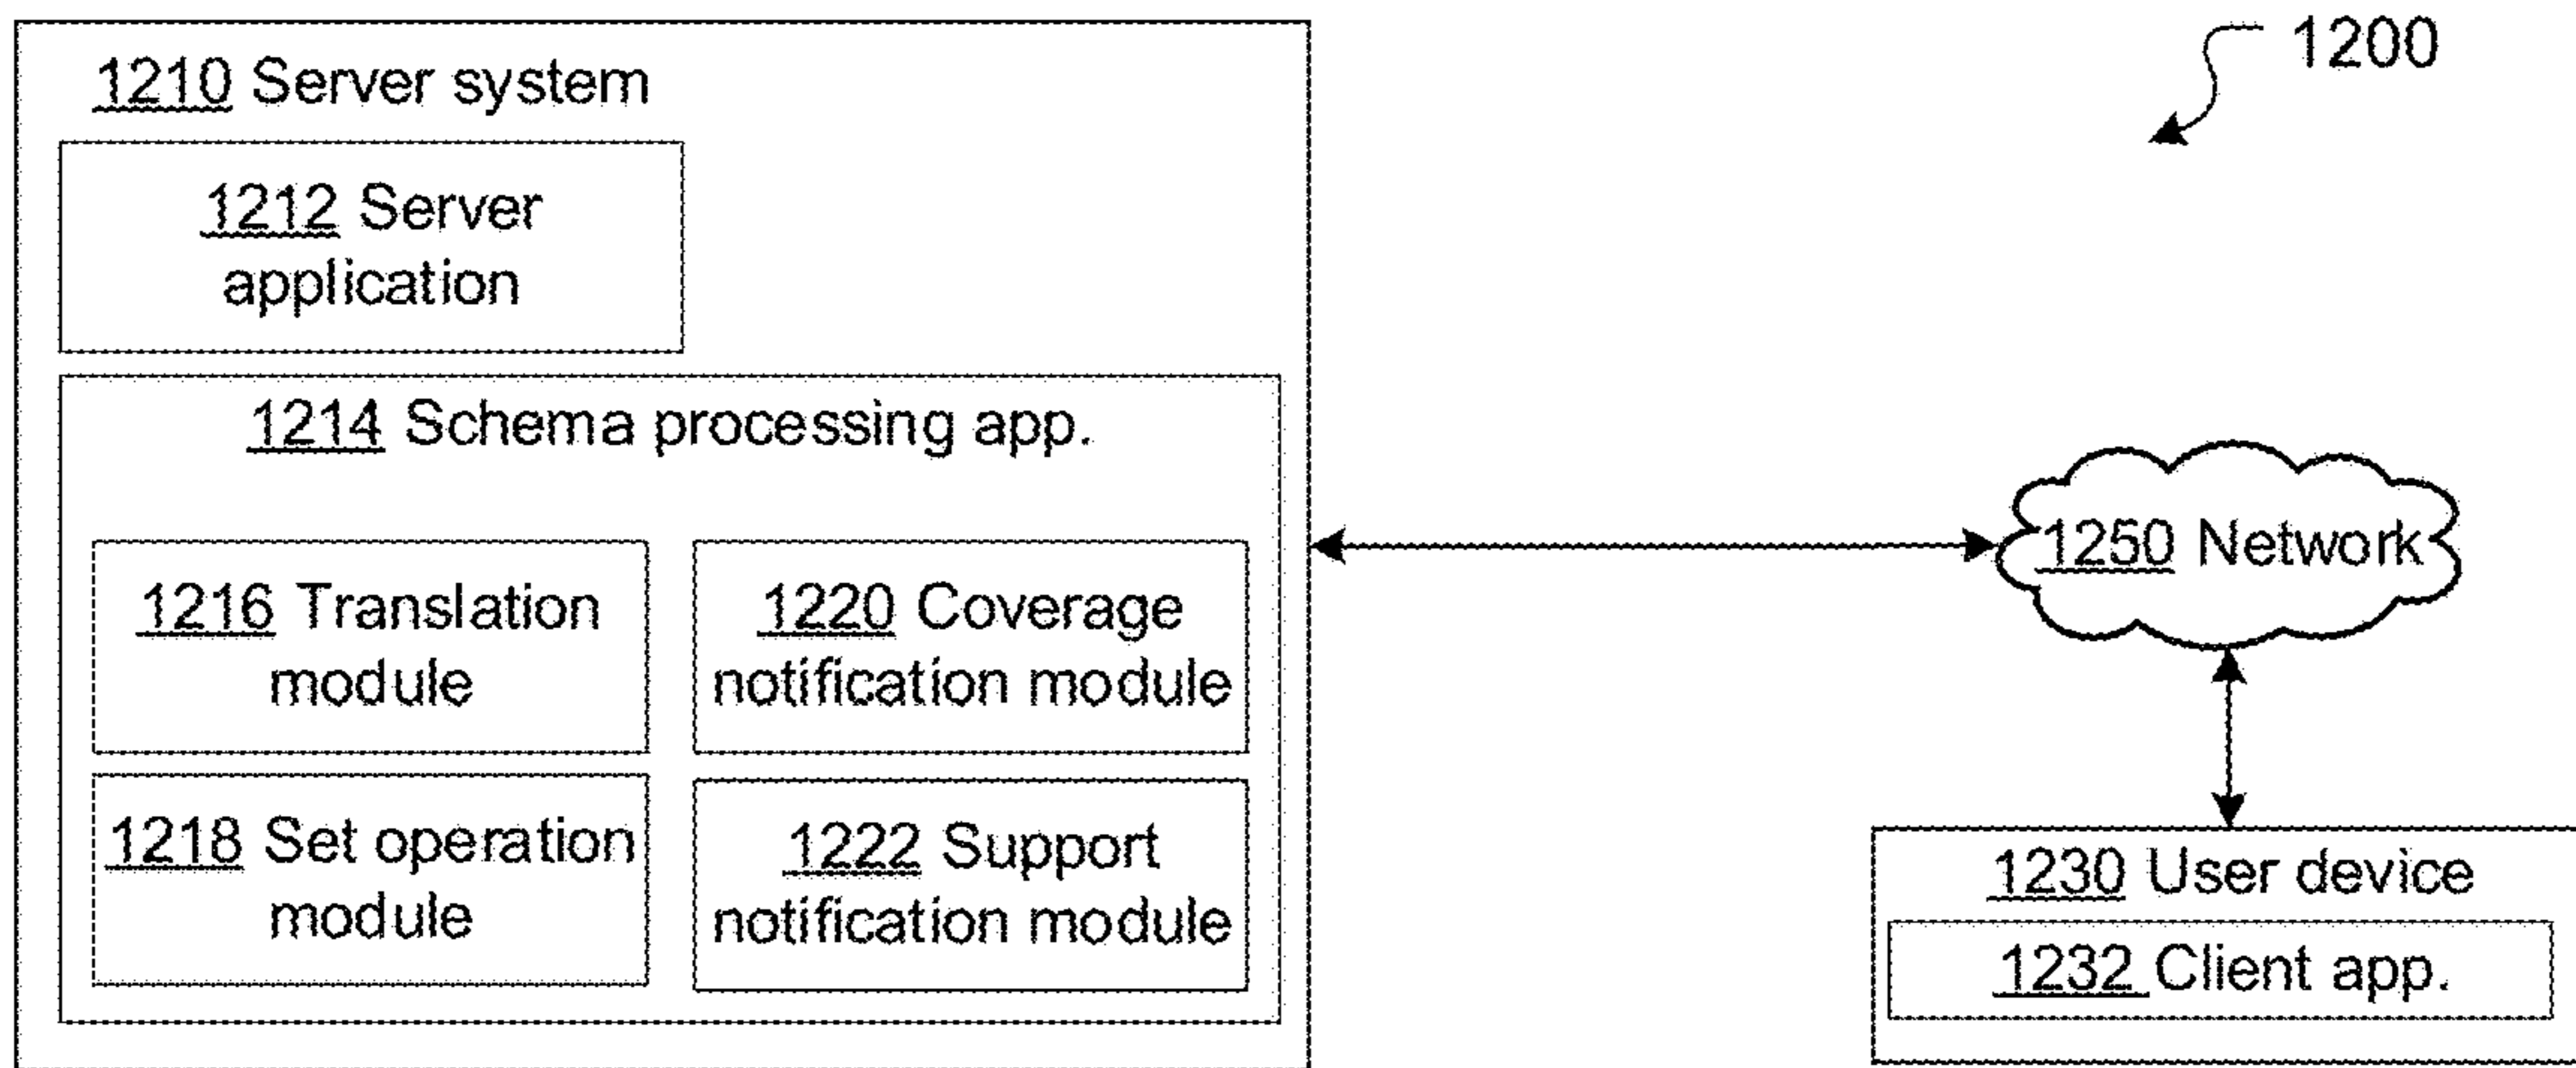 1200
1210 Server system
1212 Server
application
1214 Schema processing app.
1216 Translation
module
1220 Coverage
notification module
1218 Set operation
module
1222 Support
notification module
1250 Network
1230 User device
1232 Client app.